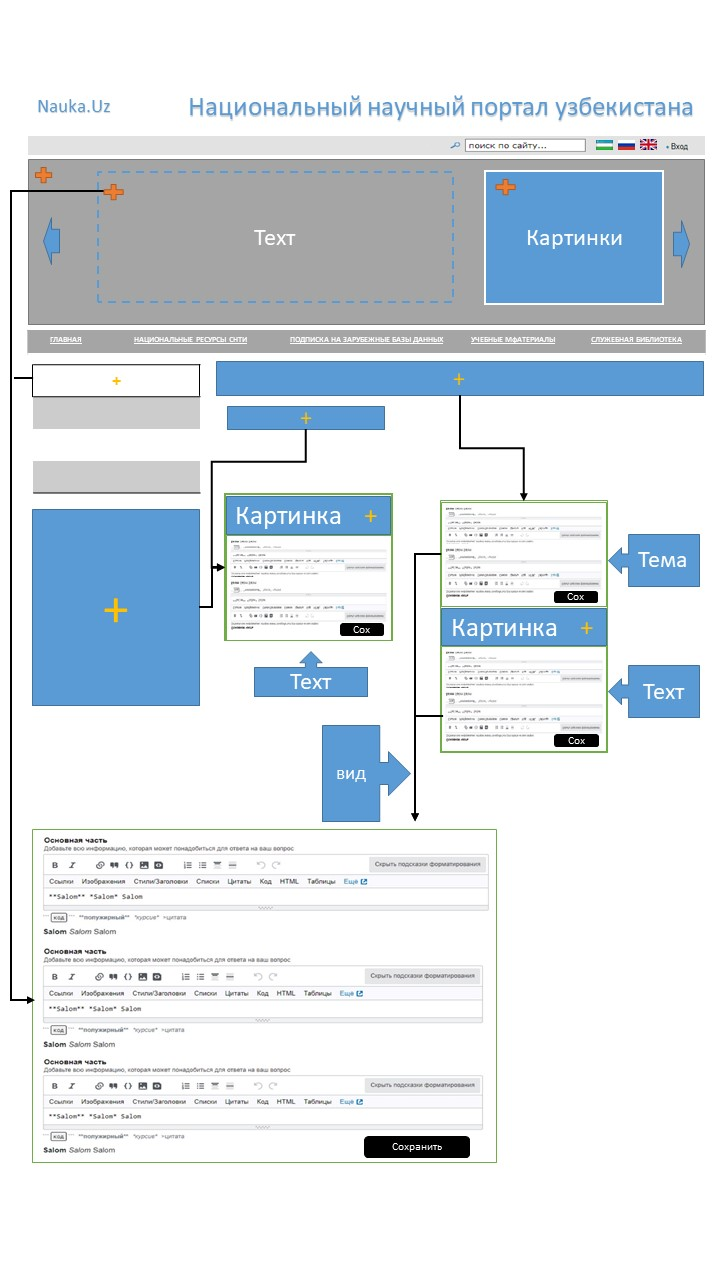 Nauka.Uz
Национальный научный портал узбекистана
поиск по сайту...
Вход
Техт
Картинки
ГЛАВНАЯ
НАЦИОНАЛЬНЫЕ РЕСУРСЫ СНТИ
ПОДПИСКА НА ЗАРУБЕЖНЫЕ БАЗЫ ДАННЫХ
УЧЕБНЫЕ МфАТЕРИАЛЫ
СЛУЖЕБНАЯ БИБЛИОТЕКА
+
+
+
+
Картинка +
Сох
Техт
Сох
Тема
Картинка +
Сох
Техт
вид
Основная часть
Добавьте всю информацию, которая может понадобиться для ответа на ваш вопрос
B I
Скрыть подсказки форматирования
Ссылки Изображения Стили/Заголовки Списки Цитаты Код HTML Таблицы Ещё
**Salom** *Salom* Salom
```код``` **полужирный** *курсив* >цитата
Salom Salom Salom
Основная часть
Добавьте всю информацию, которая может понадобиться для ответа на ваш вопрос
B I
Скрыть подсказки форматирования
Ссылки Изображения Стили/Заголовки Списки Цитаты Код HTML Таблицы Ещё
**Salom** *Salom* Salom
```код``` **полужирный** *курсив* >цитата
Salom Salom Salom
Основная часть
Добавьте всю информацию, которая может понадобиться для ответа на ваш вопрос
B I
Скрыть подсказки форматирования
Ссылки Изображения Стили/Заголовки Списки Цитаты Код HTML Таблицы Ещё
**Salom** *Salom* Salom
```код``` **полужирный** *курсив* >цитата
Salom Salom Salom
Сохранить